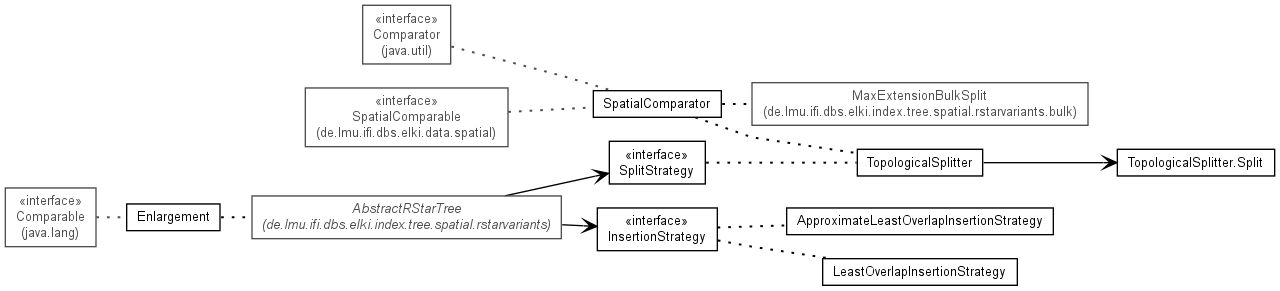 «interface»
Comparator
(java.util)
«interface»
SpatialComparable
(de.lmu.ifi.dbs.elki.data.spatial)
SpatialComparator
MaxExtensionBulkSplit
(de.lmu.ifi.dbs.elki.index.tree.spatial.rstarvariants.bulk)
«interface»
SplitStrategy
TopologicalSplitter
TopologicalSplitter.Split
«interface»
Comparable
(java.lang)
Enlargement
AbstractRStarTree
(de.lmu.ifi.dbs.elki.index.tree.spatial.rstarvariants)
«interface»
InsertionStrategy
ApproximateLeastOverlapInsertionStrategy
LeastOverlapInsertionStrategy